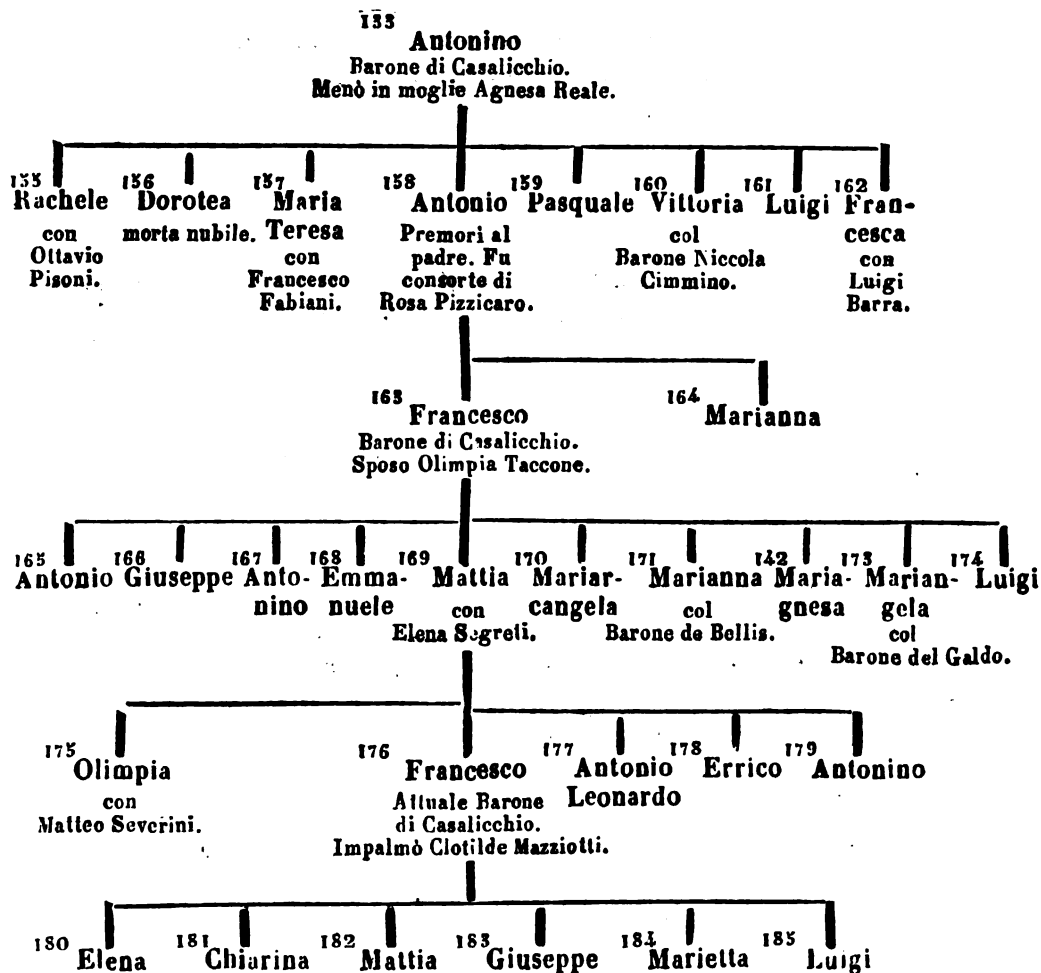 133
Antonino
Barone di Casalicchio.
Menò in moglie Agnesa Reale.
155
Rachele
con
Ottavio
Pisoni.
156
Dorotea
morta nubile.
157
Maria
Teresa
con
Francesco
Fabiani.
158
Antonio
Premori al
padre. Fu
consorte di
Rosa Pizzicaro.
159
Pasquale
160
Vittoria
col
Barone Niccola
Cimmino.
161
Luigi
162
Fran-
cesca
con
Luigi
Barra.
163
Francesco
Barone di Casalicchio.
Sposo Olimpia Taccone.
164
Marianna
165
Antonio
166
Giuseppe
167
Anto-
nino
168
Emma-
nuele
169
Mattia
con
Elena Segreti.
170
Mariar-
cangela
171
Marianna
col
Barone de Bellis.
142
Maria-
gnesa
173
Marian-
gela
col
Barone del Galdo.
174
Luigi
175
Olimpia
con
Matteo Severini.
176
Francesco
Attuale Barone
di Casalicchio.
Impalmò Clotilde Mazziotti.
177
Antonio
Leonardo
178
Errico
179
Antonino
180
Elena
181
Chiarina
182
Mattia
183
Giuseppe
184
Marietta
185
Luigi